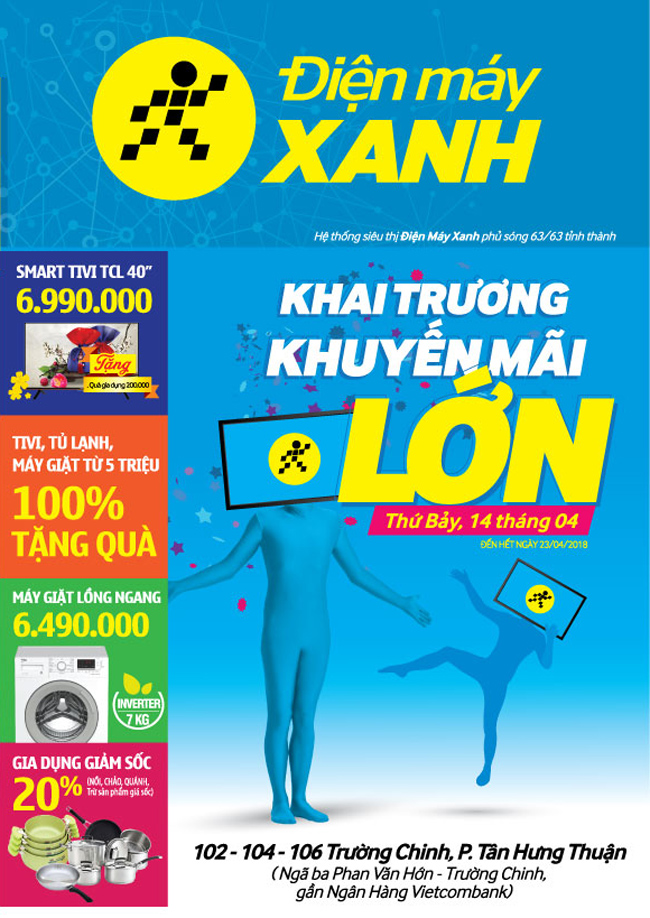 Điện máy
XANH
Hệ thống siêu thị Điện Máy Xanh phủ sóng 63/63 tỉnh thành
SMART TIVI TCL 40”
6.990.000
Tặng
Quà gia dụng 200.000
TIVI, TỦ LẠNH,
MÁY GIẶT TỪ 5 TRIỆU
100%
TẶNG QUÀ
MÁY GIẶT LỒNG NGANG
6.490.000
INVERTER
7 KG
GIA DỤNG GIẢM SỐC
20% (NỒI, CHẢO, QUÁNH,
Trừ sản phẩm giá sốc)
KHAI TRƯƠNG
KHUYẾN MÃI
LỚN
Thứ Bảy, 14 tháng 04
ĐẾN HẾT NGÀY 23/04/2018
102 - 104 - 106 Trường Chinh, P. Tân Hưng Thuận
(Ngã ba Phan Văn Hớn - Trường Chinh,
gần Ngân Hàng Vietcombank)